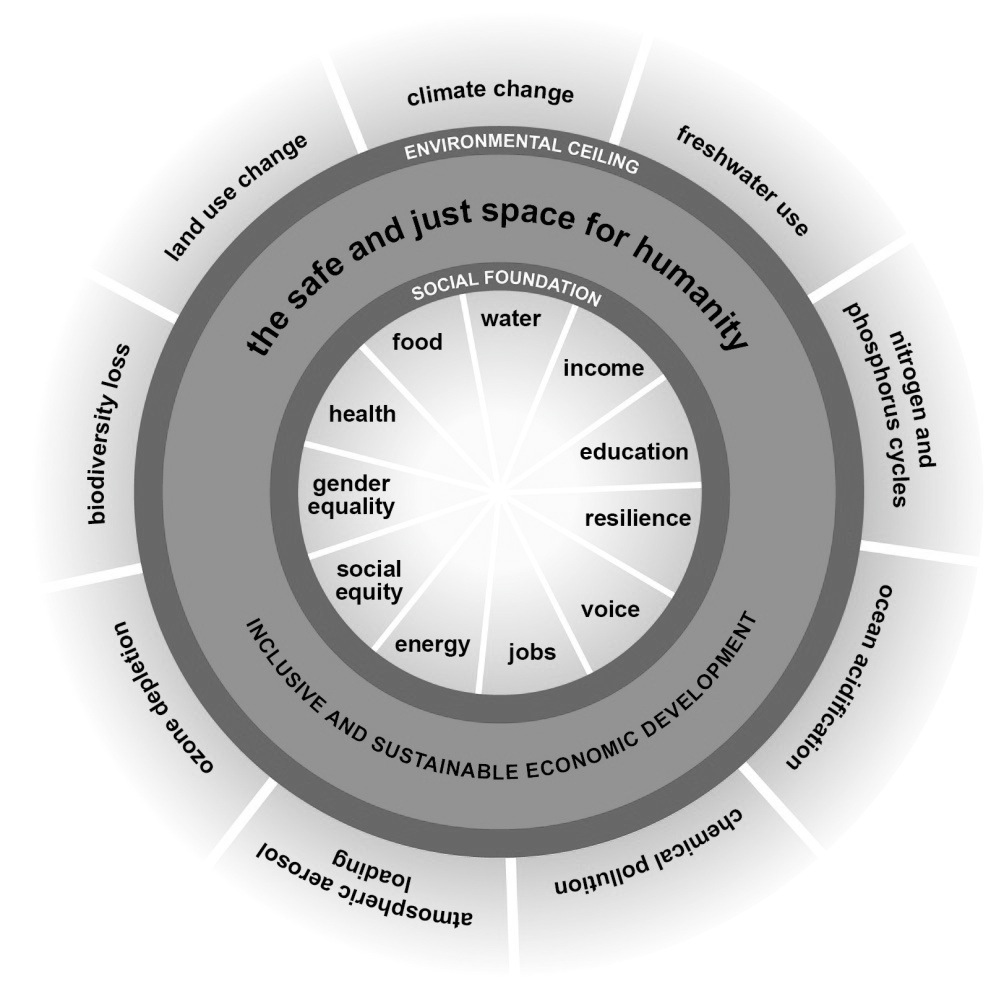 climate change
freshwater use
nitrogen and
phosphorus cycles
ocean acidification
chemical pollution
atmospheric aerosol
loading
ozone depletion
biodiversity loss
land use change
ENVIRONMENTAL CEILING
the safe and just space for humanity
SOCIAL FOUNDATION
water
income
education
resilience
voice
jobs
energy
social
equity
gender
equality
health
food
INCLUSIVE AND SUSTAINABLE ECONOMIC DEVELOPMENT